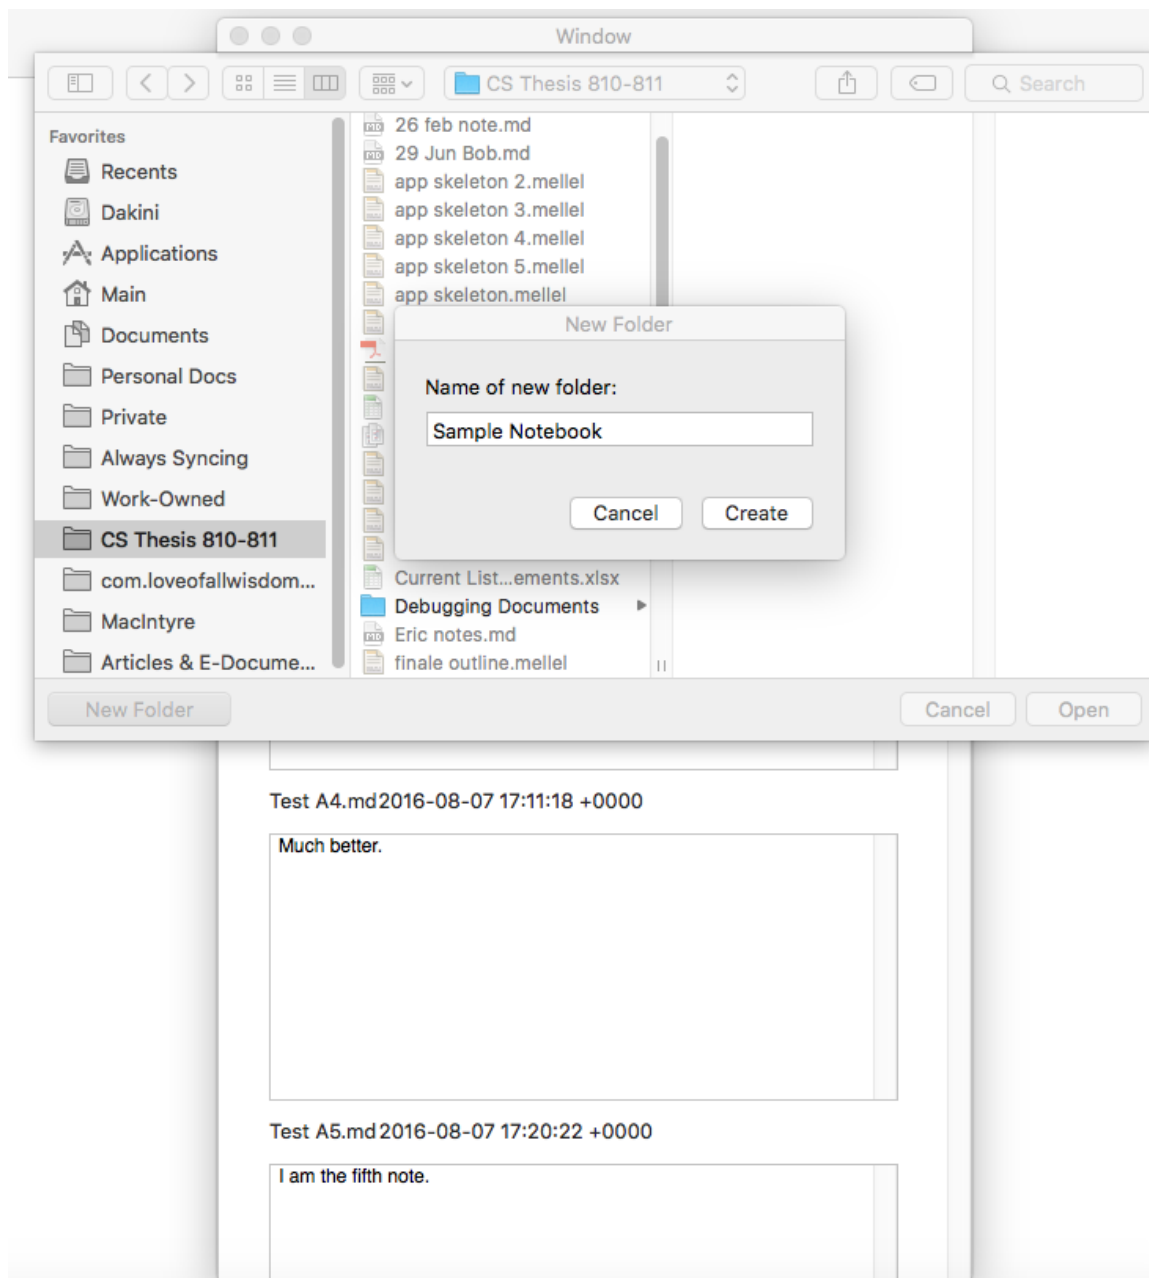 Window
CS Thesis 810-811
Search
Favorites
Recents
Dakini
Applications
Main
Documents
Personal Docs
Private
Always Syncing
Work-Owned
CS Thesis 810-811
com.loveofallwisdom...
MacIntyre
Articles & E-Docume...
26 feb note.md
29 Jun Bob.md
app skeleton 2.mellel
app skeleton 3.mellel
app skeleton 4.mellel
app skeleton 5.mellel
app skeleton.mellel
New Folder
Name of new folder:
Sample Notebook
Cancel Create
Current List...ements.xlsx
Debugging Documents
Eric notes.md
finale outline.mellel
New Folder
Cancel Open
Test A4.md2016-08-07 17:11:18 +0000
Much better.
Test A5.md 2016-08-07 17:20:22 +0000
I am the fifth note.